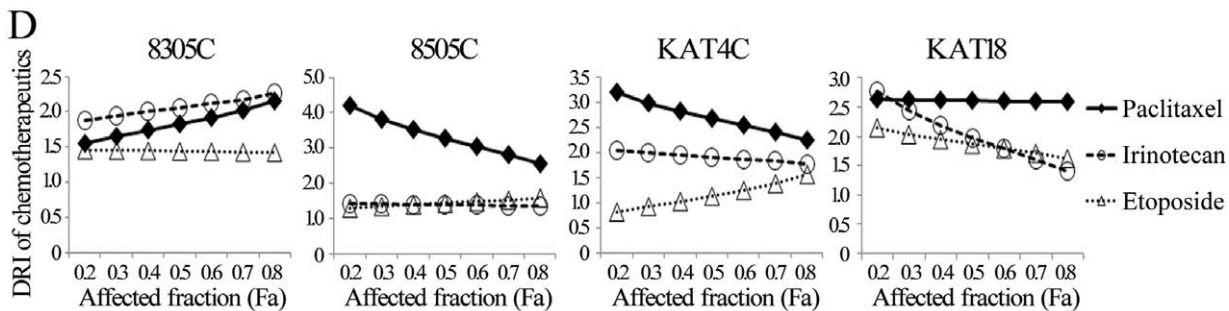 D
8305C
8505C
KAT4C
KAT18
DRI of chemotherapeutics
2.5
2.0
1.5
1.0
0.5
0
0.2 0.3 0.4 0.5 0.6 0.7 0.8
Affected fraction (Fa)
5.0
4.0
3.0
2.0
1.0
0
0.2 0.3 0.4 0.5 0.6 0.7 0.8
Affected fraction (Fa)
3.5
3.0
2.5
2.0
1.5
1.0
0.5
0
0.2 0.3 0.4 0.5 0.6 0.7 0.8
Affected fraction (Fa)
3.0
2.5
2.0
1.5
1.0
0.5
0
0.2 0.3 0.4 0.5 0.6 0.7 0.8
Affected fraction (Fa)
Paclitaxel
Irinotecan
Etoposide